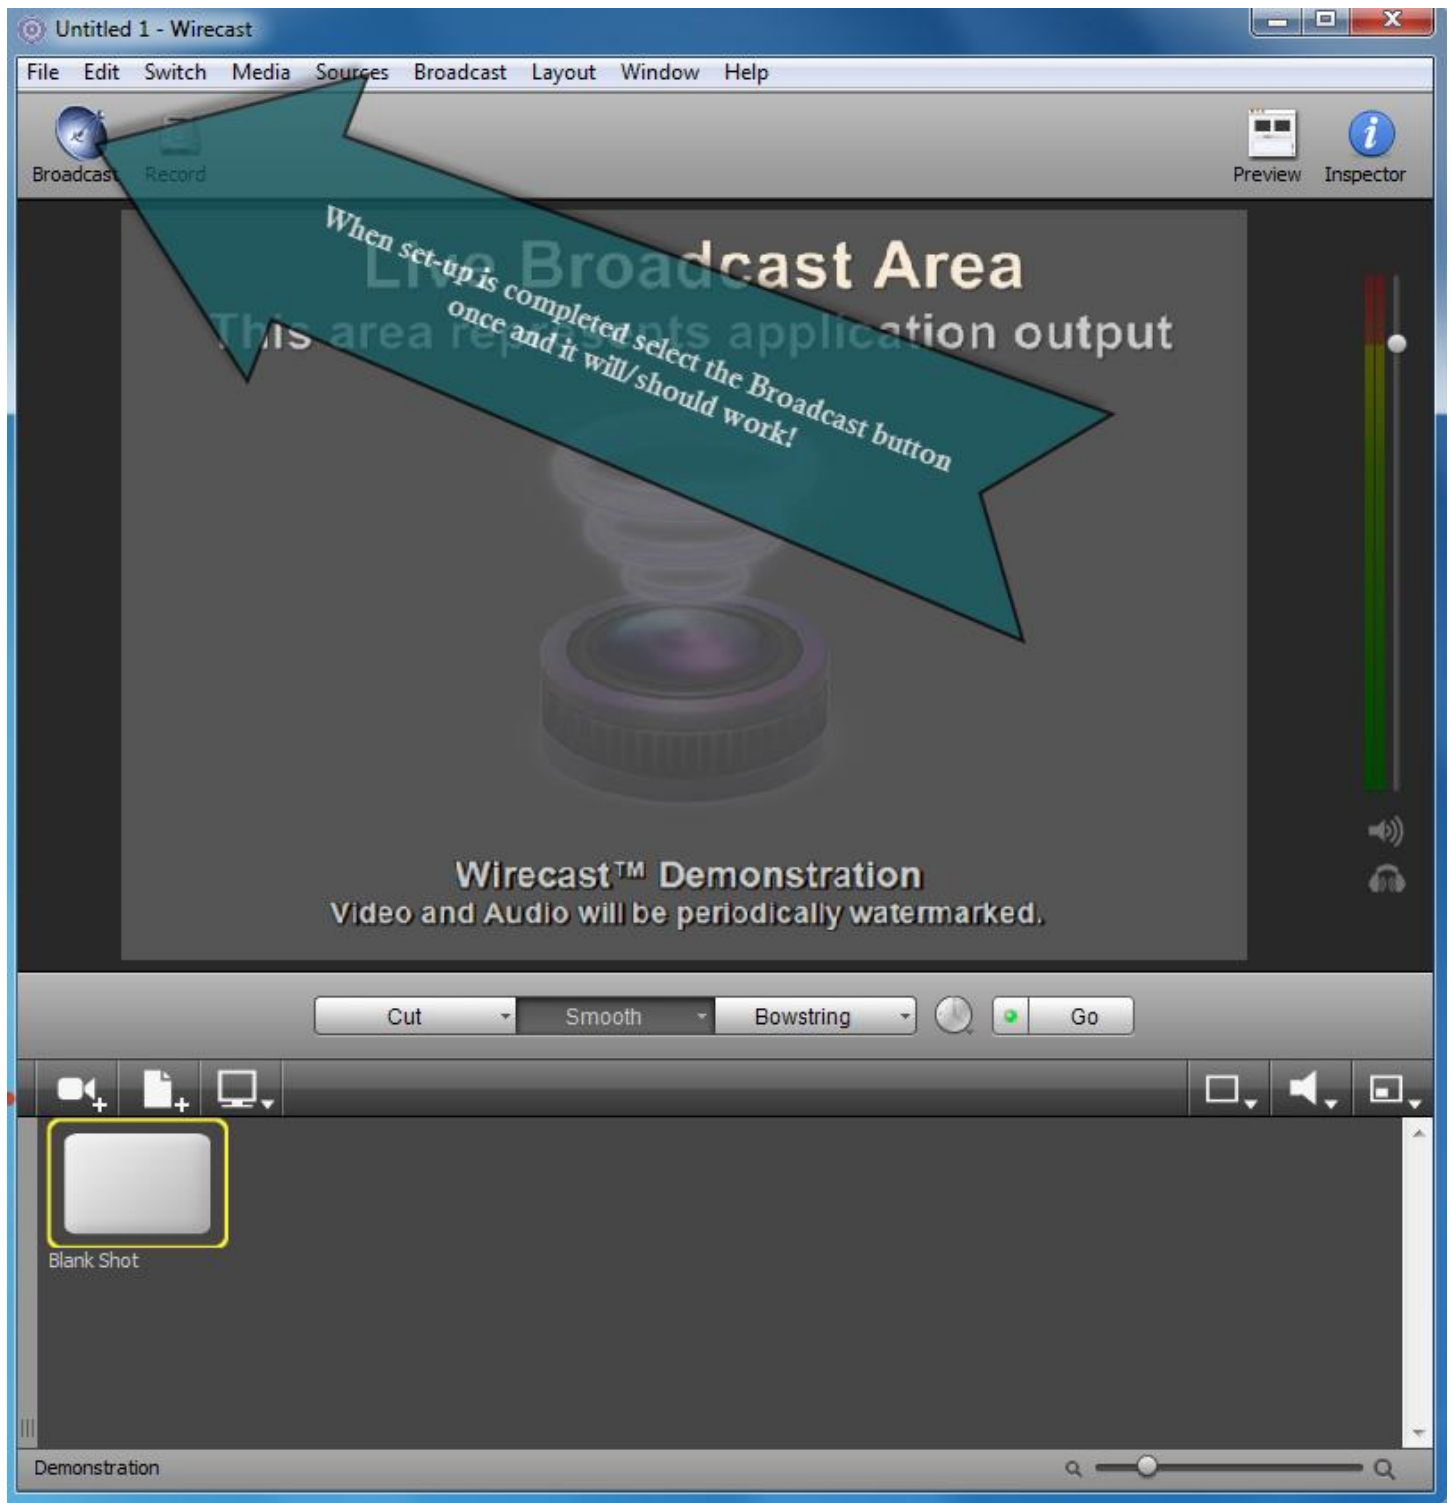 Untitled 1 - Wirecast
File Edit Switch Media Sources Broadcast Layout Window Help
Broadcast Record Preview Inspector
Live Broadcast Area
This area represents application output
When set-up is completed select the Broadcast button
once and it will/should work!
Wirecast™ Demonstration
Video and Audio will be periodically watermarked.
Cut Smooth Bowstring Go
Blank Shot
Demonstration